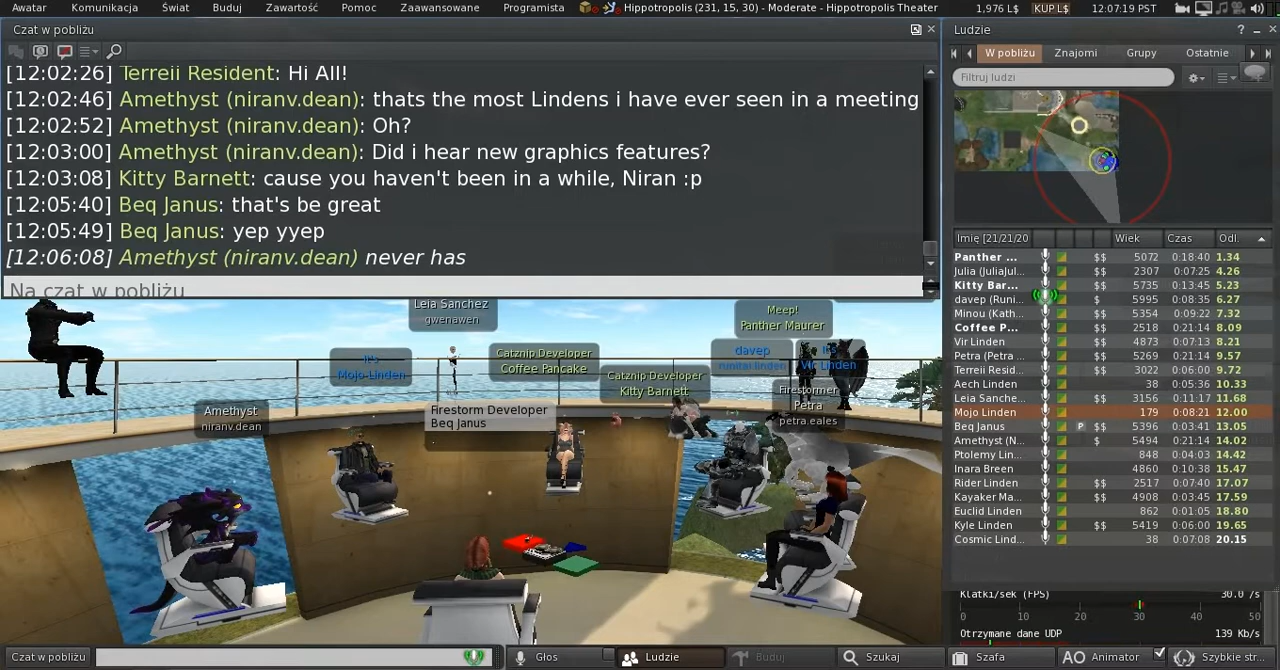 Awatar Komunikacja Świat Buduj Zawartość Pomoc Zaawansowane Programista Hippotropolis (231, 15, 30) - Moderate - Hippotropolis Theater 1,976 L$ KUP L$ 12:07:19 PST
Czat w pobliżu
[12:02:26] Terreii Resident: Hi All!
[12:02:46] Amethyst (niranv.dean): thats the most Lindens i have ever seen in a meeting
[12:02:52] Amethyst (niranv.dean): Oh?
[12:03:00] Amethyst (niranv.dean): Did i hear new graphics features?
[12:03:08] Kitty Barnett: cause you haven't been in a while, Niran :p
[12:05:40] Beq Janus: that's be great
[12:05:49] Beq Janus: yep yyep
[12:06:08] Amethyst (niranv.dean) never has
Na czat w pobliżu
Leia Sanchez
gwenawen
Meep!
Panther Maurer
It's
Mojo Linden
Catznip Developer
Coffee Pancake
davep
It's
Vir Linden
Catznip Developer
Kitty Barnett
Firestormer
Petra
petra.eales
Amethyst
niranv.dean
Firestorm Developer
Beq Janus
Ludzie
W pobliżu Znajomi Grupy Ostatnie
Filtruj ludzi
Imię [21/21/20 Wiek Czas Odl.
Panther ... $$ 5072 0:18:40 1.34
Julia (JuliaJul... $$ 2307 0:07:25 4.26
Kitty Bar... $$ 5735 0:13:45 5.23
davep (Runi... $ 5995 0:08:35 6.27
Minou (Kath... $$ 5354 0:09:22 7.32
Coffee P... $$ 2518 0:21:14 8.09
Vir Linden $$ 4873 0:07:13 8.21
Petra (Petra ... $$ 5269 0:21:14 9.57
Terreii Resid... $$ 3022 0:06:00 9.72
Aech Linden 38 0:05:36 10.33
Leia Sanche... $$ 3156 0:11:17 11.68
Mojo Linden 179 0:08:21 12.00
Beq Janus P $$ 5396 0:03:41 13.05
Amethyst (N... $ 5494 0:21:14 14.02
Ptolemy Lin... 848 0:04:03 14.42
Inara Breen 4860 0:10:38 15.47
Rider Linden $$ 2517 0:07:40 17.07
Kayaker Ma... $$ 4908 0:03:45 17.59
Euclid Linden 862 0:01:05 18.80
Kyle Linden $$ 5419 0:06:00 19.65
Cosmic Lind... 38 0:07:08 20.15
Klatki/sek (FPS) 30.0 /s
0 10 20 30 40 50
Otrzymane dane UDP 139 Kb/s
Czat w pobliżu Głos Ludzie Buduj Szukaj Szafa AO Animator Szybkie str...